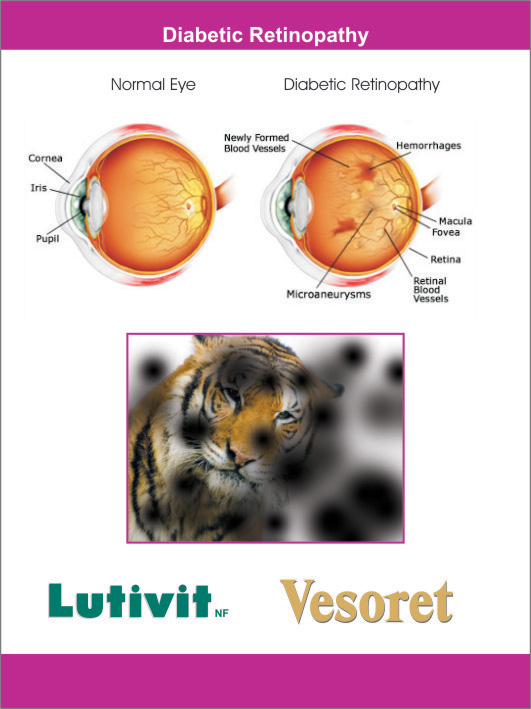 Diabetic Retinopathy
Normal Eye
Diabetic Retinopathy
Cornea
Iris
Pupil
Newly Formed
Blood Vessels
Hemorrhages
Macula
Fovea
Retina
Retinal
Blood
Vessels
Microaneurysms
Lutivit NF
Vesoret